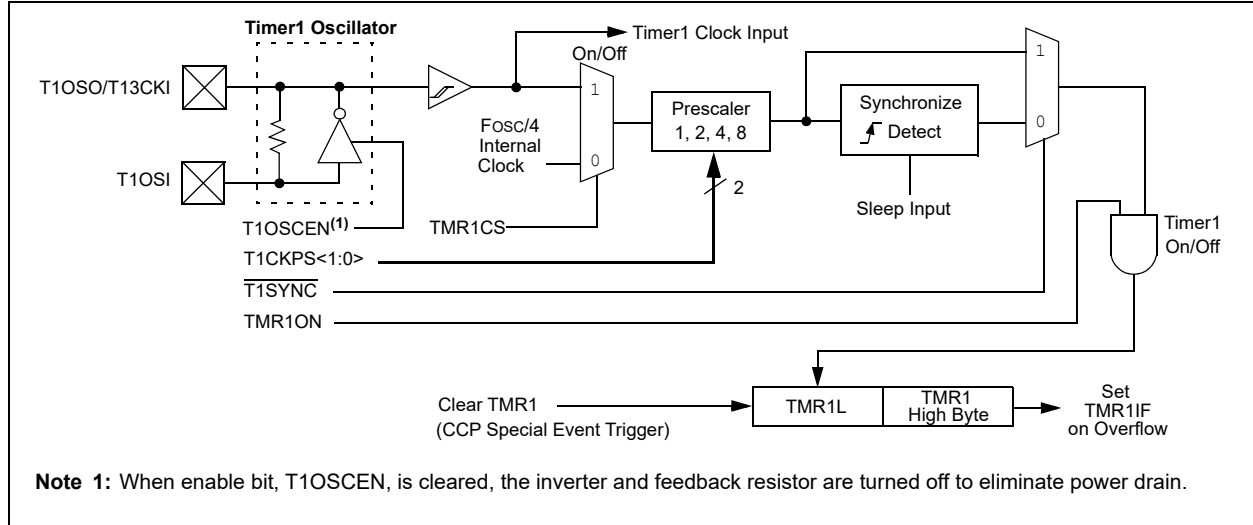 Timer1 Oscillator
T1OSO/T13CKI
T1OSI
On/Off
Timer1 Clock Input
1
0
FOSC/4
Internal
Clock
Prescaler
1, 2, 4, 8
2
Synchronize
Detect
Sleep Input
1
0
T1OSCEN(1)
TMR1CS
T1CKPS<1:0>
T1SYNC
TMR1ON
Timer1
On/Off
Clear TMR1
(CCP Special Event Trigger)
TMR1L
TMR1
High Byte
Set
TMR1IF
on Overflow
Note 1: When enable bit, T1OSCEN, is cleared, the inverter and feedback resistor are turned off to eliminate power drain.